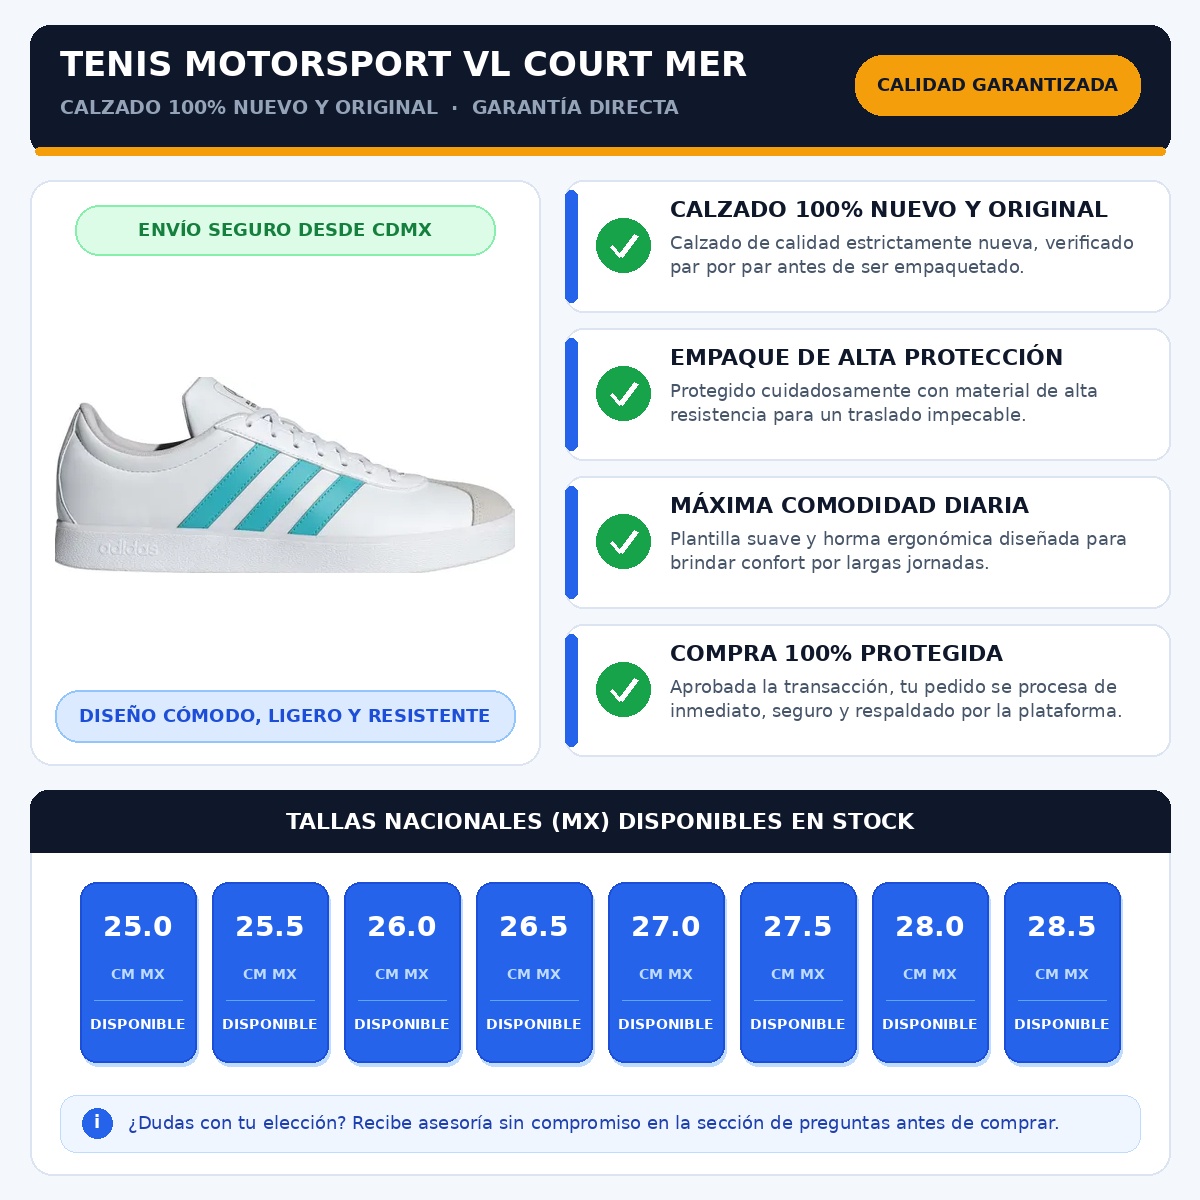 TENIS MOTORSPORT VL COURT MER
CALZADO 100% NUEVO Y ORIGINAL · GARANTÍA DIRECTA
CALIDAD GARANTIZADA
ENVÍO SEGURO DESDE CDMX
adidas
DISEÑO CÓMODO, LIGERO Y RESISTENTE
CALZADO 100% NUEVO Y ORIGINAL
Calzado de calidad estrictamente nueva, verificado
par por par antes de ser empaquetado.
EMPAQUE DE ALTA PROTECCIÓN
Protegido cuidadosamente con material de alta
resistencia para un traslado impecable.
MÁXIMA COMODIDAD DIARIA
Plantilla suave y horma ergonómica diseñada para
brindar confort por largas jornadas.
COMPRA 100% PROTEGIDA
Aprobada la transacción, tu pedido se procesa de
inmediato, seguro y respaldado por la plataforma.
TALLAS NACIONALES (MX) DISPONIBLES EN STOCK
25.0 25.5 26.0 26.5 27.0 27.5 28.0 28.5
CM MX CM MX CM MX CM MX CM MX CM MX CM MX CM MX
DISPONIBLE DISPONIBLE DISPONIBLE DISPONIBLE DISPONIBLE DISPONIBLE DISPONIBLE DISPONIBLE
i ¿Dudas con tu elección? Recibe asesoría sin compromiso en la sección de preguntas antes de comprar.